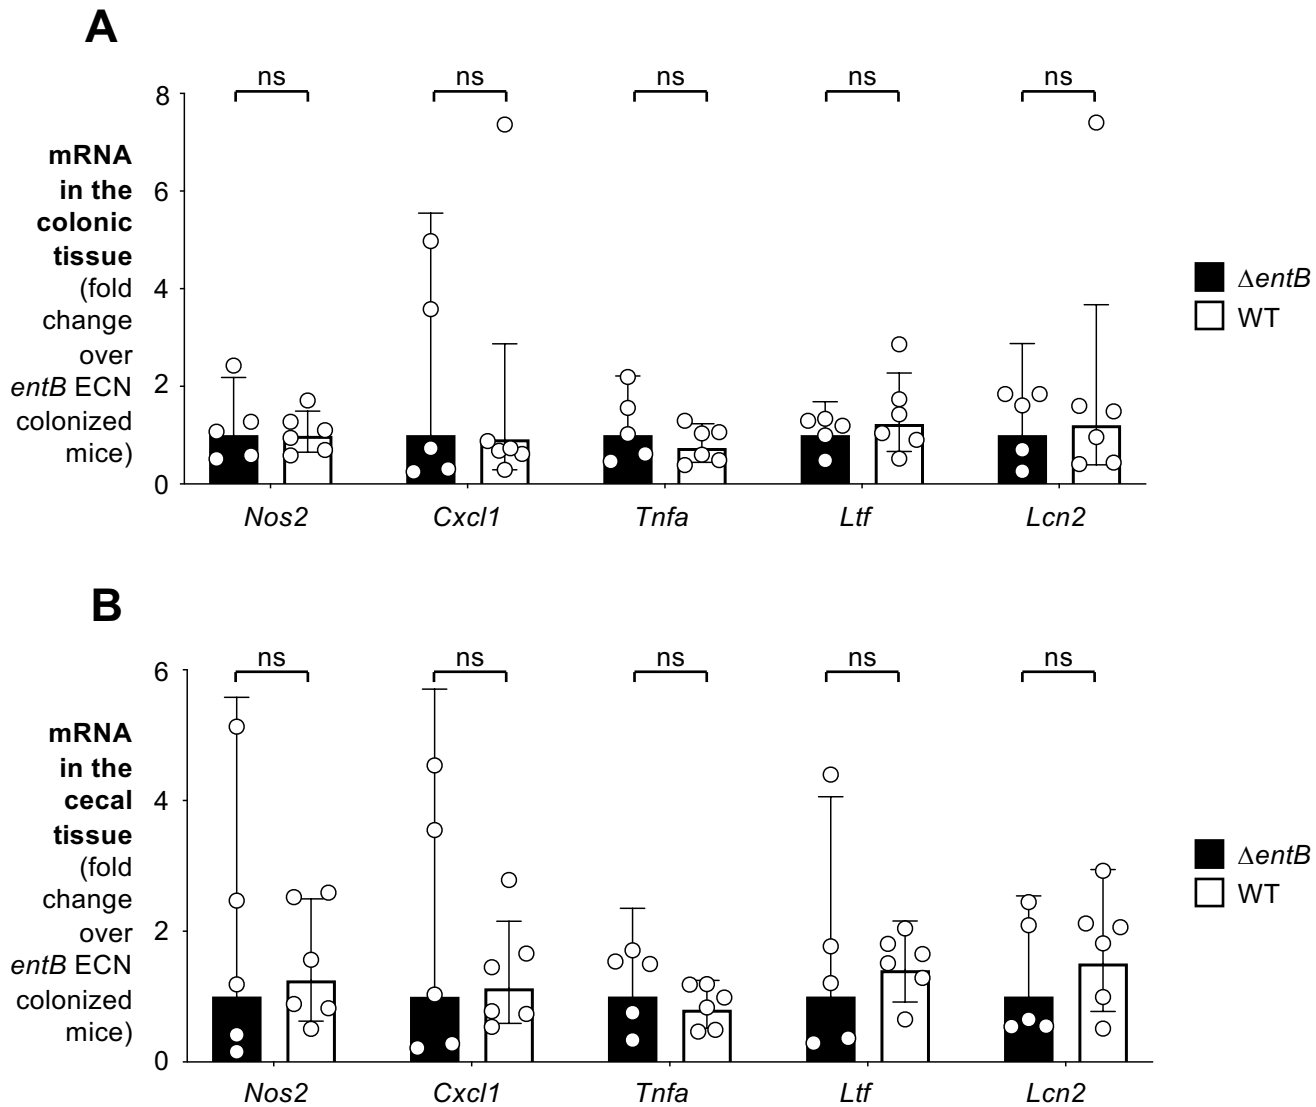 A
ns ns ns ns ns
8
6
4
2
0
mRNA
in the
colonic
tissue
(fold
change
over
entB ECN
colonized
mice)
Nos2 Cxcl1 Tnfa Ltf Lcn2
ΔentB
WT
B
ns ns ns ns ns
6
4
2
0
mRNA
in the
cecal
tissue
(fold
change
over
entB ECN
colonized
mice)
Nos2 Cxcl1 Tnfa Ltf Lcn2
ΔentB
WT